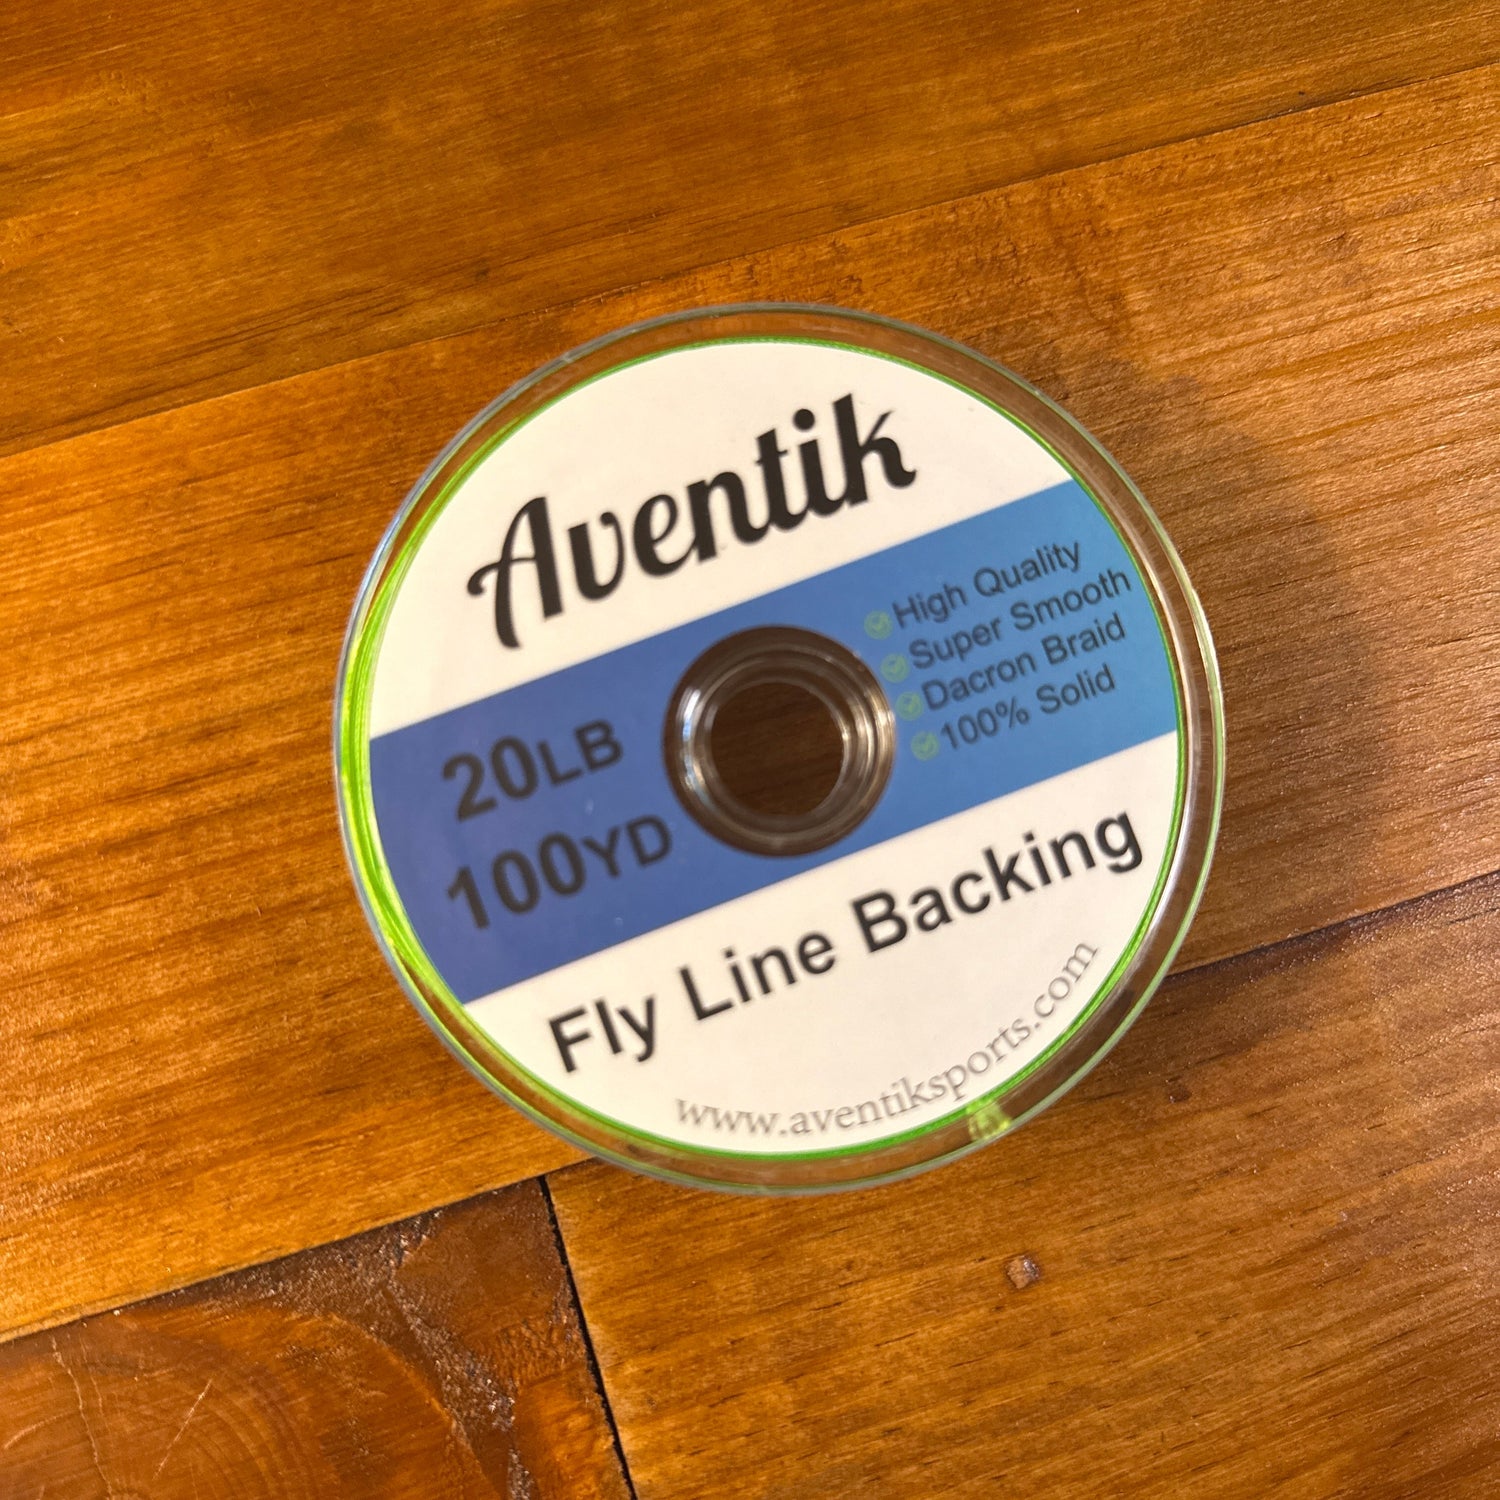 Aventik
High Quality
Super Smooth
Dacron Braid
100% Solid
20LB
100YD
Fly Line Backing
www.aventiksports.com